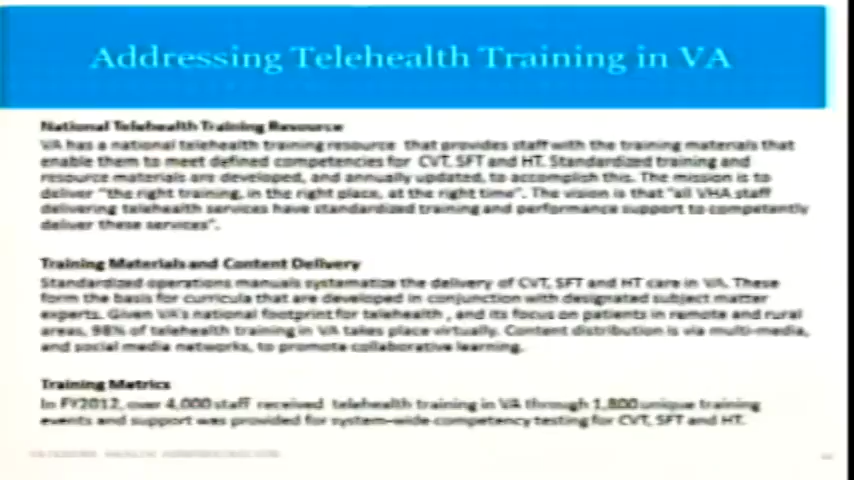 Addressing Telehealth Training in VA
National Telehealth Training Resource
VA has a national telehealth training resource that provides staff with the training materials that
enable them to meet defined competencies for CVT, SFT and HT. Standardized training and
resource materials are developed, and annually updated, to accomplish this. The mission is to
deliver "the right training, in the right place, at the right time". The vision is that "all VHA staff
delivering telehealth services have standardized training and performance support to competently
deliver these services".
Training Materials and Content Delivery
Standardized operations manuals systematize the delivery of CVT, SFT and HT care in VA. These
form the basis for curricula that are developed in conjunction with designated subject matter
experts. Given VA's national footprint for telehealth , and its focus on patients in remote and rural
areas, 98% of telehealth training in VA takes place virtually. Content distribution is via multi-media,
and social media networks, to promote collaborative learning.
Training Metrics
In FY2012, over 4,000 staff received telehealth training in VA through 1,800 unique training
events and support was provided for system-wide competency testing for CVT, SFT and HT.
VETERANS HEALTH ADMINISTRATION